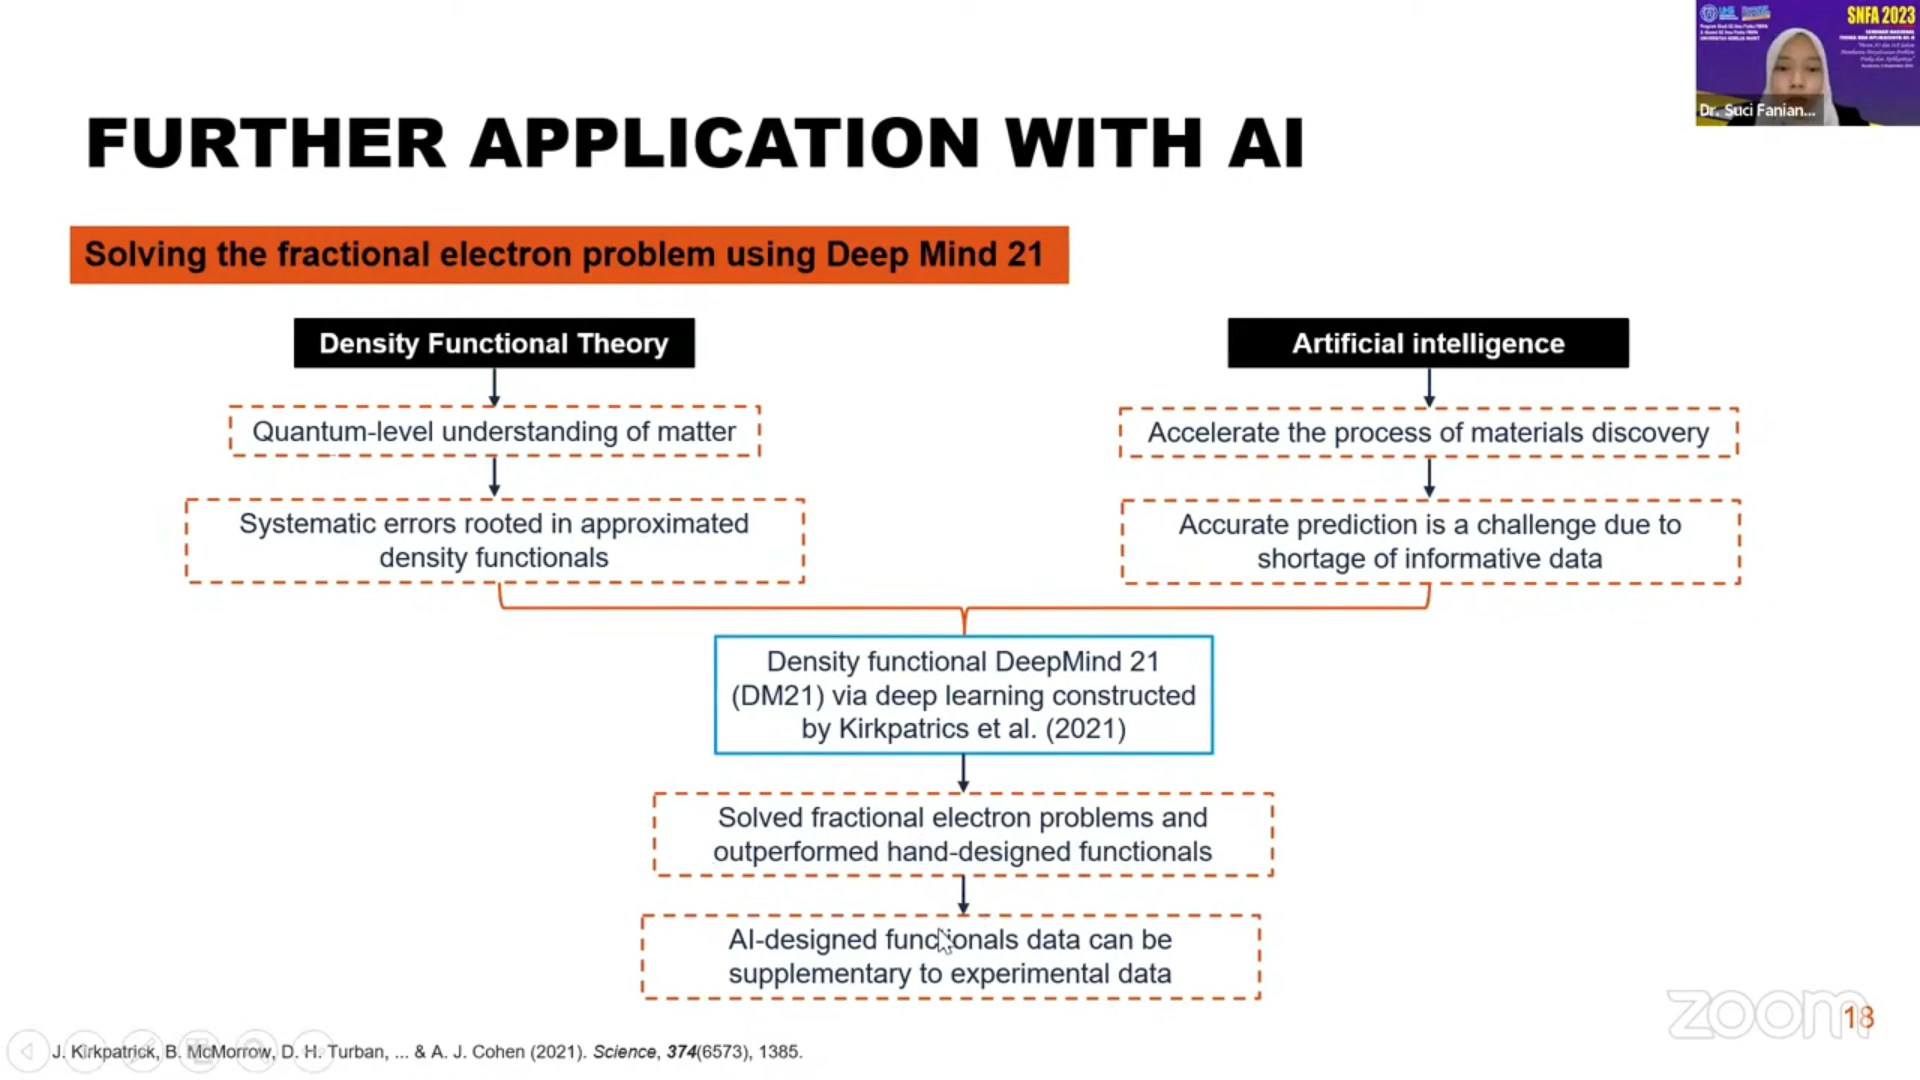 SNFA 2023
Dr. Suci Fanian...
FURTHER APPLICATION WITH AI
Solving the fractional electron problem using Deep Mind 21
Density Functional Theory
Quantum-level understanding of matter
Systematic errors rooted in approximated
density functionals
Artificial intelligence
Accelerate the process of materials discovery
Accurate prediction is a challenge due to
shortage of informative data
Density functional DeepMind 21
(DM21) via deep learning constructed
by Kirkpatrics et al. (2021)
Solved fractional electron problems and
outperformed hand-designed functionals
AI-designed functionals data can be
supplementary to experimental data
zoom
18
J. Kirkpatrick, B. McMorrow, D. H. Turban, ... & A. J. Cohen (2021). Science, 374(6573), 1385.